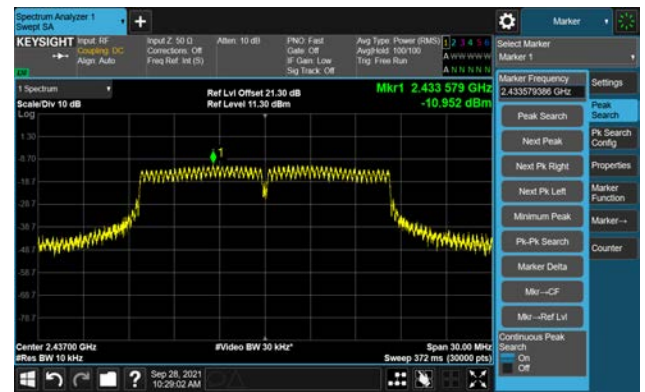 Spectrum Analyzer 1
Swept SA
Marker
KEYSIGHT
Input: RF
Coupling: DC
Align: Auto
Input Z: 50 Ω
Corrections: Off
Freq Ref: Int (S)
Atten: 10 dB
PNO: Fast
Gate: Off
IF Gain: Low
Sig Track: Off
Avg Type: Power (RMS)
Avg|Hold: 100/100
Trig: Free Run
1 2 3 4 5 6
A W W W W W
A N N N N N
Select Marker
Marker 1
1 Spectrum
Scale/Div 10 dB
Log
Ref Lvl Offset 21.30 dB
Ref Level 11.30 dBm
Mkr1 2.433 579 GHz
-10.952 dBm
1
1.30
-8.70
-18.7
-28.7
-38.7
-48.7
-58.7
-68.7
-78.7
Center 2.43700 GHz
#Res BW 10 kHz
#Video BW 30 kHz*
Span 30.00 MHz
Sweep 372 ms (30000 pts)
Marker Frequency
2.433579386 GHz
Peak Search
Next Peak
Next Pk Right
Next Pk Left
Minimum Peak
Pk-Pk Search
Marker Delta
Mkr→CF
Mkr→Ref Lvl
Continuous Peak
Search
On
Off
Settings
Peak
Search
Pk Search
Config
Properties
Marker
Function
Marker→
Counter
?
Sep 28, 2021
10:29:02 AM